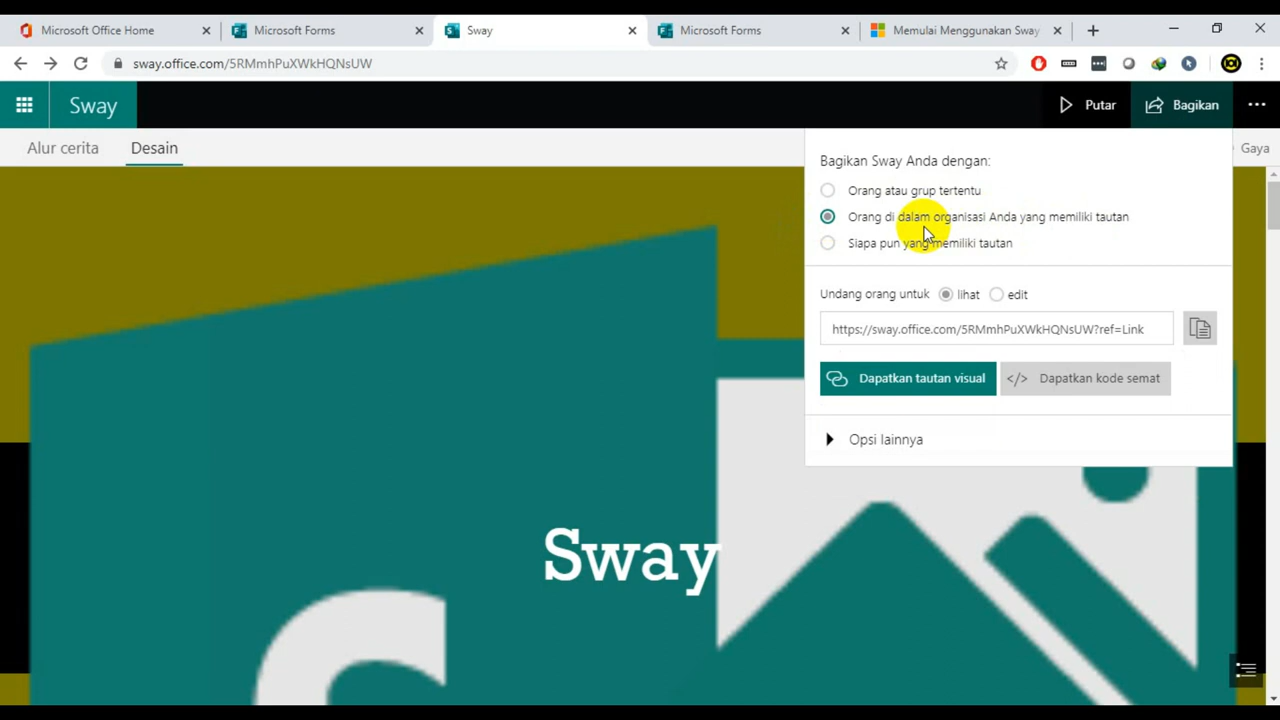 Microsoft Office Home
Microsoft Forms
Sway
Microsoft Forms
Memulai Menggunakan Sway
sway.office.com/5RMmhPuXWkHQNsUW
Sway
Putar
Bagikan
Alur cerita
Desain
Gaya
Bagikan Sway Anda dengan:
Orang atau grup tertentu
Orang di dalam organisasi Anda yang memiliki tautan
Siapa pun yang memiliki tautan
Undang orang untuk lihat edit
https://sway.office.com/5RMmhPuXWkHQNsUW?ref=Link
Dapatkan tautan visual
</> Dapatkan kode semat
Opsi lainnya
Sway